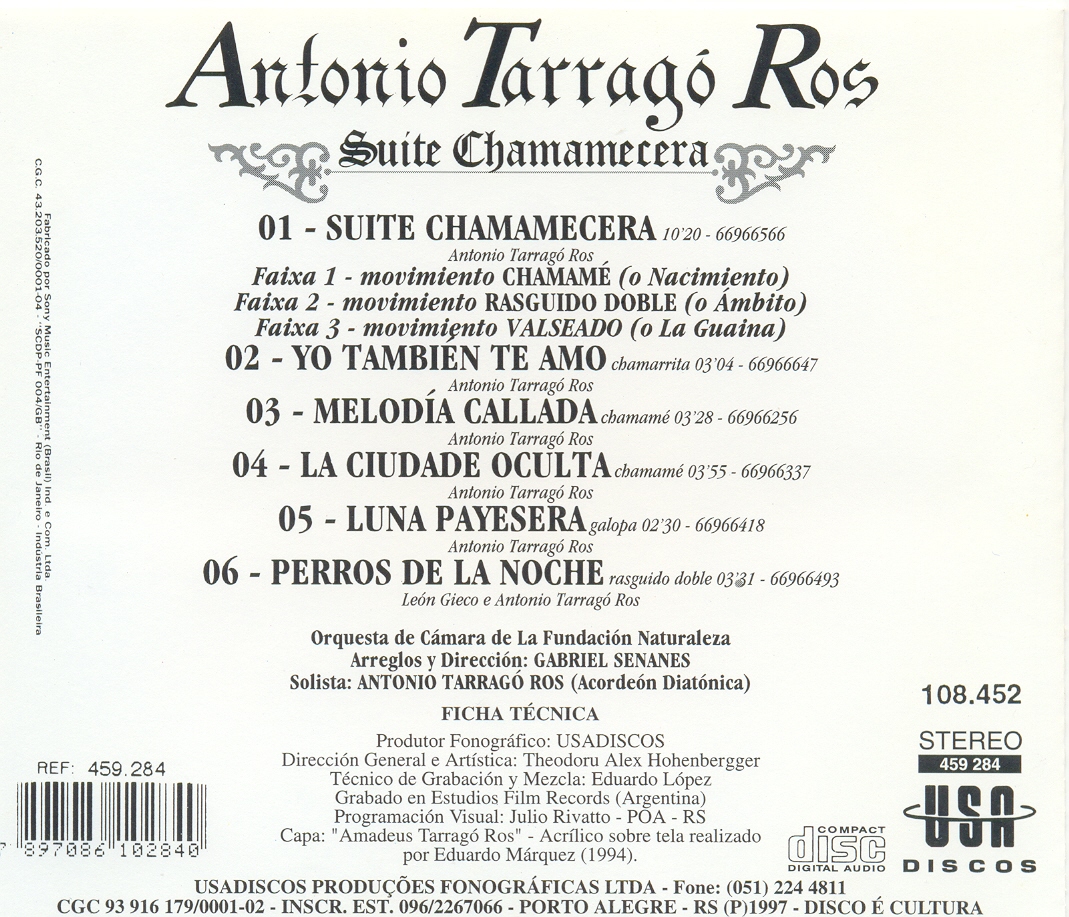 Antonio Tarragó Ros
Suite Chamamecera
01 - SUITE CHAMAMECERA 10'20 - 66966566
Antonio Tarragó Ros
Faixa 1 - movimiento CHAMAMÉ (o Nacimiento)
Faixa 2 - movimiento RASGUIDO DOBLE (o Ámbito)
Faixa 3 - movimiento VALSEADO (o La Guaina)
02 - YO TAMBIÉN TE AMO chamarrita 03'04 - 66966647
Antonio Tarragó Ros
03 - MELODÍA CALLADA chamamé 03'28 - 66966256
Antonio Tarragó Ros
04 - LA CIUDADE OCULTA chamamé 03'55 - 66966337
Antonio Tarragó Ros
05 - LUNA PAYESERA galopa 02'30 - 66966418
Antonio Tarragó Ros
06 - PERROS DE LA NOCHE rasguido doble 03'31 - 66966493
León Gieco e Antonio Tarragó Ros
Orquesta de Cámara de La Fundación Naturaleza
Arreglos y Dirección: GABRIEL SENANES
Solista: ANTONIO TARRAGÓ ROS (Acordeón Diatónica)
FICHA TÉCNICA
Produtor Fonográfico: USADISCOS
Dirección General e Artística: Theodoru Alex Hohenbergger
Técnico de Grabación y Mezcla: Eduardo López
Grabado en Estudios Film Records (Argentina)
Programación Visual: Julio Rivatto - POA - RS
Capa: "Amadeus Tarragó Ros" - Acrílico sobre tela realizado
por Eduardo Márquez (1994).
USADISCOS PRODUÇÕES FONOGRÁFICAS LTDA - Fone: (051) 224 4811
CGC 93 916 179/0001-02 - INSCR. EST. 096/2267066 - PORTO ALEGRE - RS (P)1997 - DISCO É CULTURA
Fabricado por Sony Music Entertainment (Brasil) Ind. e Com. Ltda.
C.G.C. 43.203.520/0001-04 - "SCDP-PF 004/GB" - Rio de Janeiro - Indústria Brasileira
REF: 459.284
7 897086 102840
108.452
STEREO
459 284
USA
DISCOS
COMPACT
disc
DIGITAL AUDIO